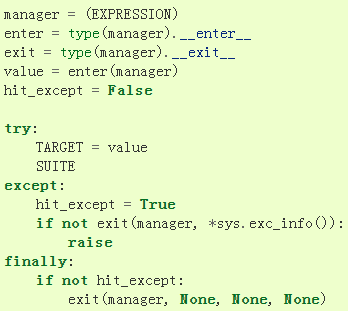 manager = (EXPRESSION)
enter = type(manager).__enter__
exit = type(manager).__exit__
value = enter(manager)
hit_except = False

try:
    TARGET = value
    SUITE
except:
    hit_except = True
    if not exit(manager, *sys.exc_info()):
        raise
finally:
    if not hit_except:
        exit(manager, None, None, None)